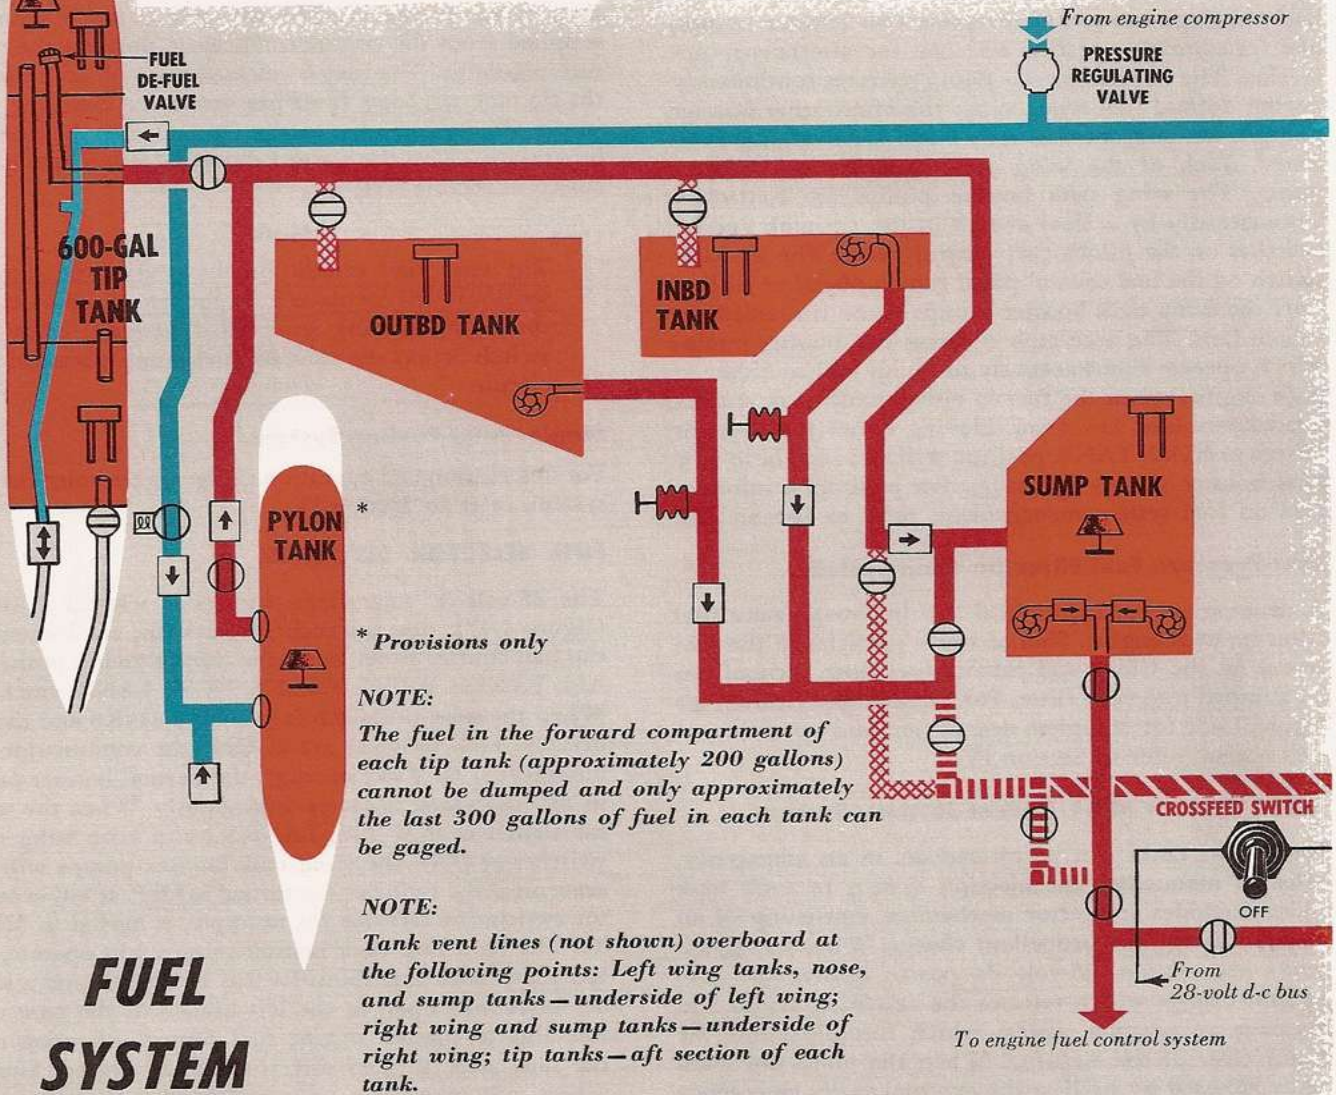 From engine compressor
FUEL
DE-FUEL
VALVE
PRESSURE
REGULATING
VALVE
600-GAL
TIP
TANK
OUTBD TANK
INBD
TANK
SUMP TANK
PYLON
TANK
*
* Provisions only
NOTE:
The fuel in the forward compartment of
each tip tank (approximately 200 gallons)
cannot be dumped and only approximately
the last 300 gallons of fuel in each tank can
be gaged.
CROSSFEED SWITCH
OFF
NOTE:
Tank vent lines (not shown) overboard at
the following points: Left wing tanks, nose,
and sump tanks—underside of left wing;
right wing and sump tanks—underside of
right wing; tip tanks—aft section of each
tank.
From
28-volt d-c bus
To engine fuel control system
FUEL
SYSTEM